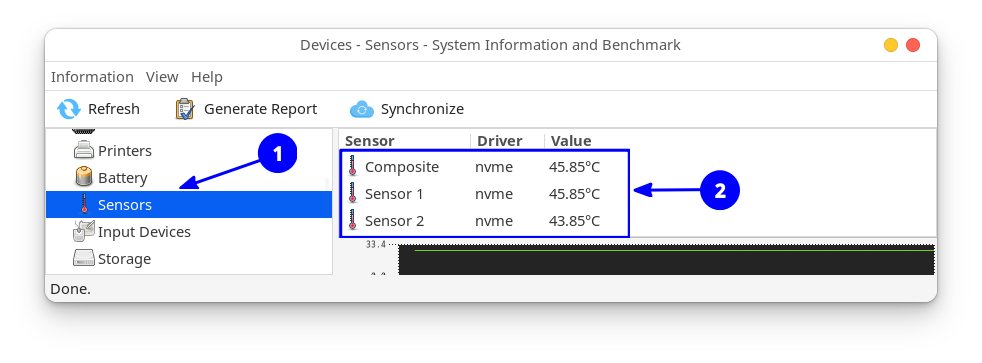 Devices - Sensors - System Information and Benchmark
Information View Help
Refresh Generate Report Synchronize
Printers
Battery
Sensors
Input Devices
Storage
1
Sensor Driver Value
Composite nvme 45.85°C
Sensor 1 nvme 45.85°C
Sensor 2 nvme 43.85°C
2
33.4
Done.